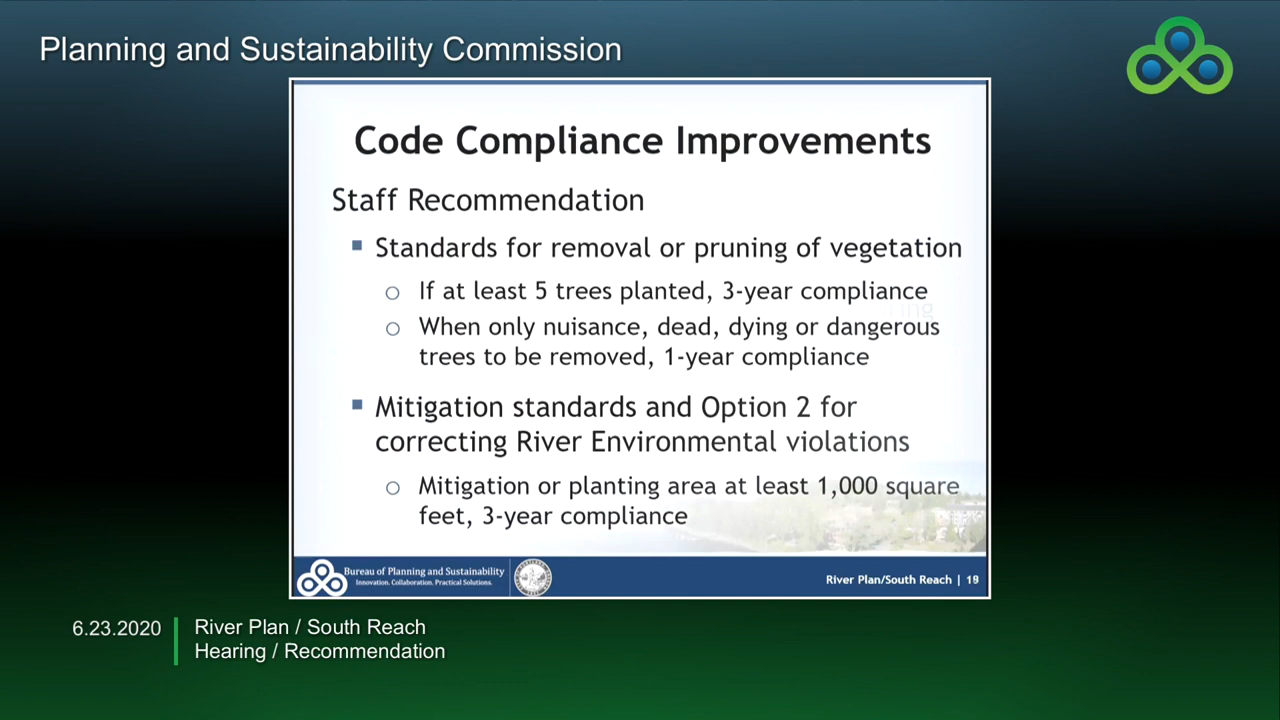 Planning and Sustainability Commission
Code Compliance Improvements
Staff Recommendation
Standards for removal or pruning of vegetation
If at least 5 trees planted, 3-year compliance
When only nuisance, dead, dying or dangerous
trees to be removed, 1-year compliance
Mitigation standards and Option 2 for
correcting River Environmental violations
Mitigation or planting area at least 1,000 square
feet, 3-year compliance
Bureau of Planning and Sustainability
Innovation. Collaboration. Practical Solutions.
River Plan/South Reach |
6.23.2020
River Plan / South Reach
Hearing / Recommendation